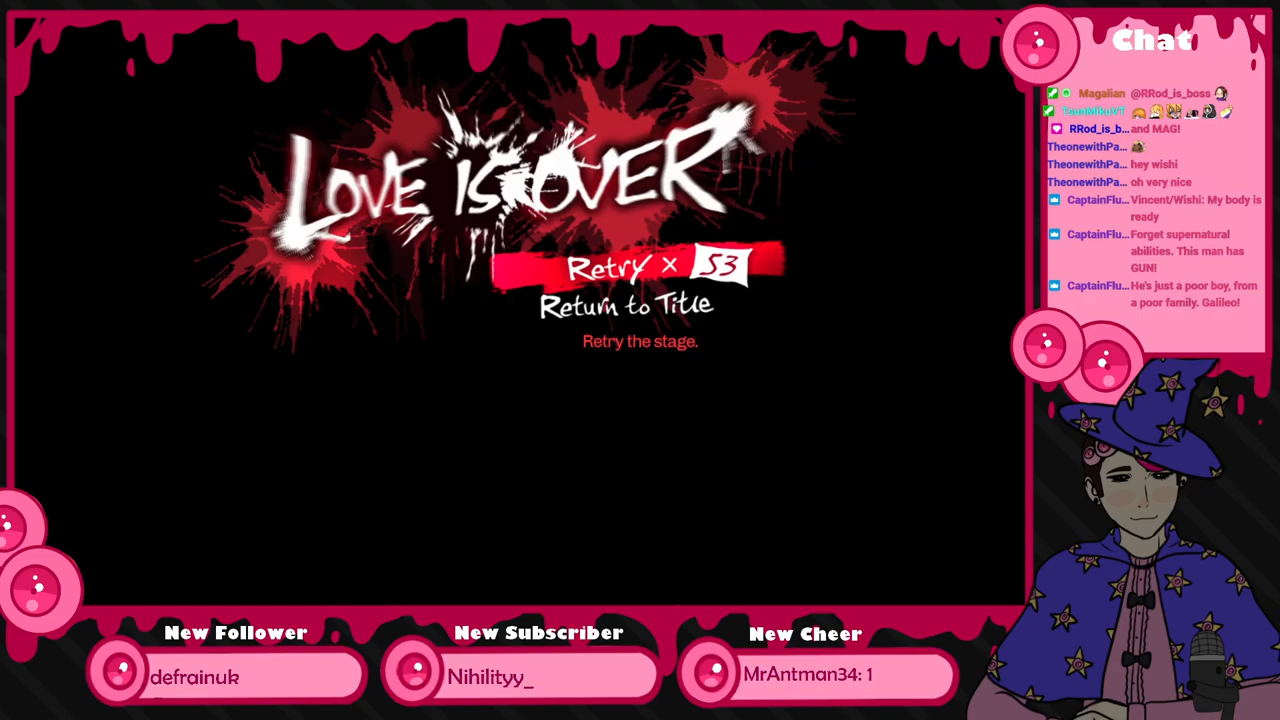 LOVE IS OVER
Retry × 53
Return to Title
Retry the stage.
Chat
Magalian @RRod_is_boss
TsunMikuVT
RRod_is_b... and MAG!
TheonewithPa...
TheonewithPa... hey wishi
TheonewithPa... oh very nice
CaptainFlu... Vincent/Wishi: My body is
ready
CaptainFlu... Forget supernatural
abilities. This man has
GUN!
CaptainFlu... He's just a poor boy, from
a poor family. Galileo!
New Follower
defrainuk
New Subscriber
Nihilityy_
New Cheer
MrAntman34: 1